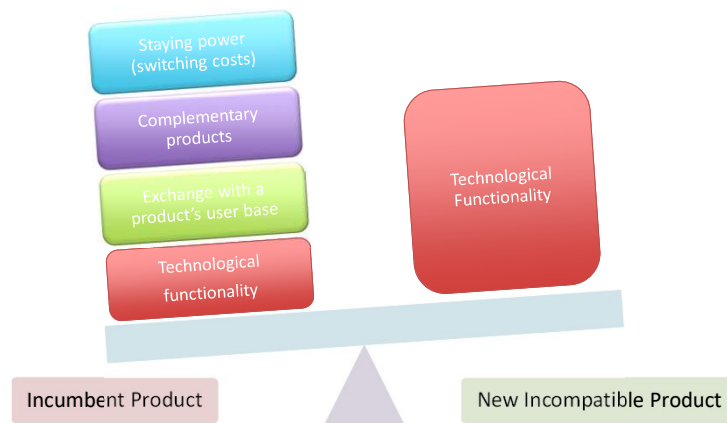 Staying power
(switching costs)
Complementary
products
Exchange with a
product's user base
Technological
functionality
Technological
Functionality
Incumbent Product
New Incompatible Product